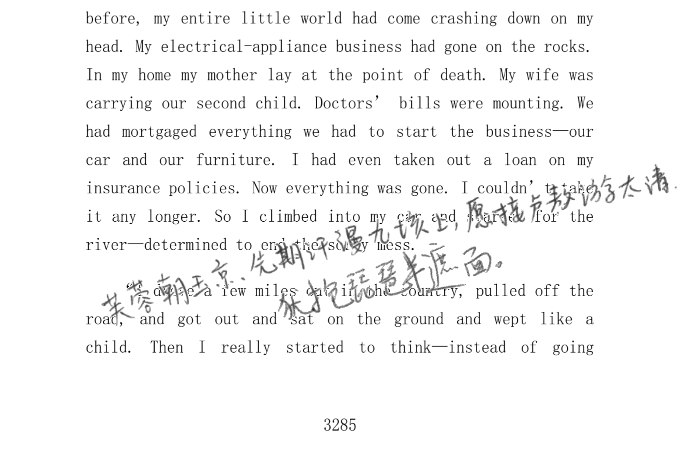 before, my entire little world had come crashing down on my
head. My electrical-appliance business had gone on the rocks.
In my home my mother lay at the point of death. My wife was
carrying our second child. Doctors’ bills were mounting. We
had mortgaged everything we had to start the business—our
car and our furniture. I had even taken out a loan on my
insurance policies. Now everything was gone. I couldn’t take
it any longer. So I climbed into my car and started for the
river—determined to end the sorry mess.
芙蓉朝玉京、先期汗漫九垓上,愿接卢敖游太清.
犹抱琵琶半遮面。
I drove a few miles out in the country, pulled off the
road, and got out and sat on the ground and wept like a
child. Then I really started to think—instead of going
3285